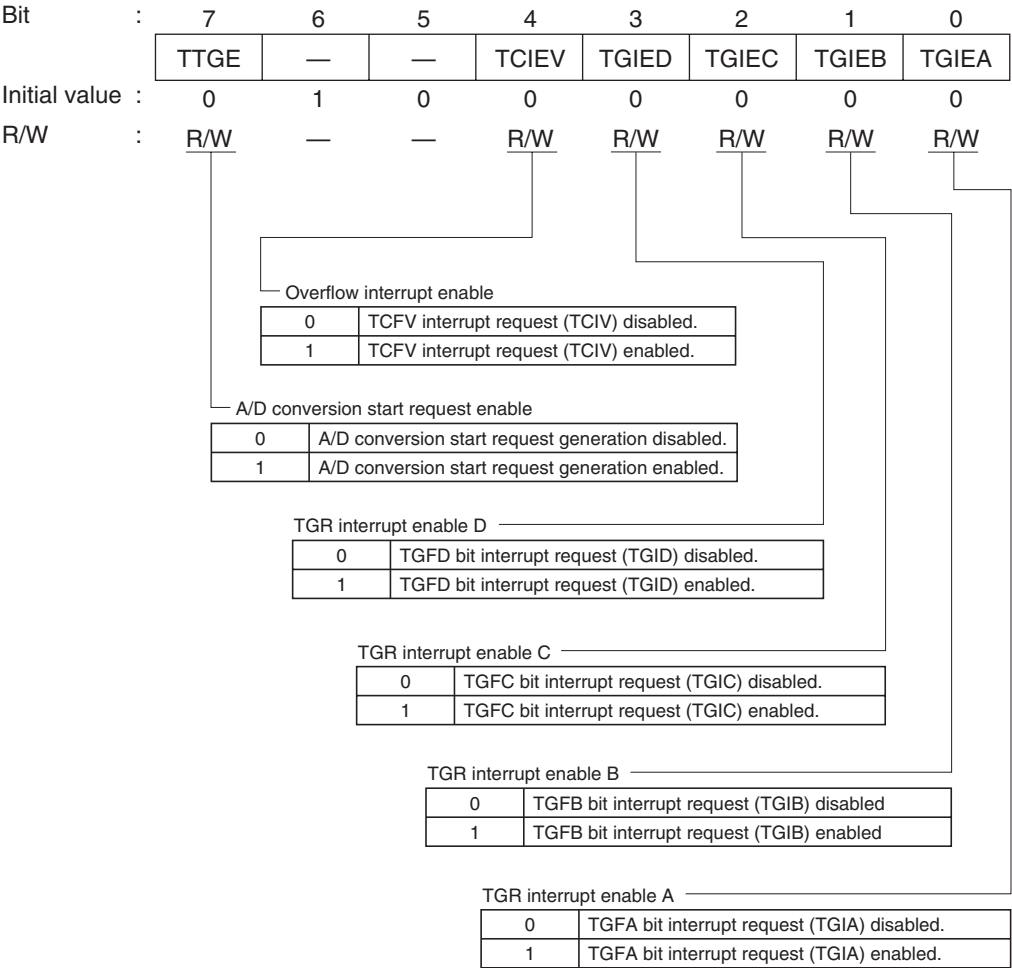 Bit : 7 6 5 4 3 2 1 0
TTGE — — TCIEV TGIED TGIEC TGIEB TGIEA
Initial value : 0 1 0 0 0 0 0 0
R/W : R/W — — R/W R/W R/W R/W R/W
Overflow interrupt enable
0 TCFV interrupt request (TCIV) disabled.
1 TCFV interrupt request (TCIV) enabled.
A/D conversion start request enable
0 A/D conversion start request generation disabled.
1 A/D conversion start request generation enabled.
TGR interrupt enable D
0 TGFD bit interrupt request (TGID) disabled.
1 TGFD bit interrupt request (TGID) enabled.
TGR interrupt enable C
0 TGFC bit interrupt request (TGIC) disabled.
1 TGFC bit interrupt request (TGIC) enabled.
TGR interrupt enable B
0 TGFB bit interrupt request (TGIB) disabled
1 TGFB bit interrupt request (TGIB) enabled
TGR interrupt enable A
0 TGFA bit interrupt request (TGIA) disabled.
1 TGFA bit interrupt request (TGIA) enabled.